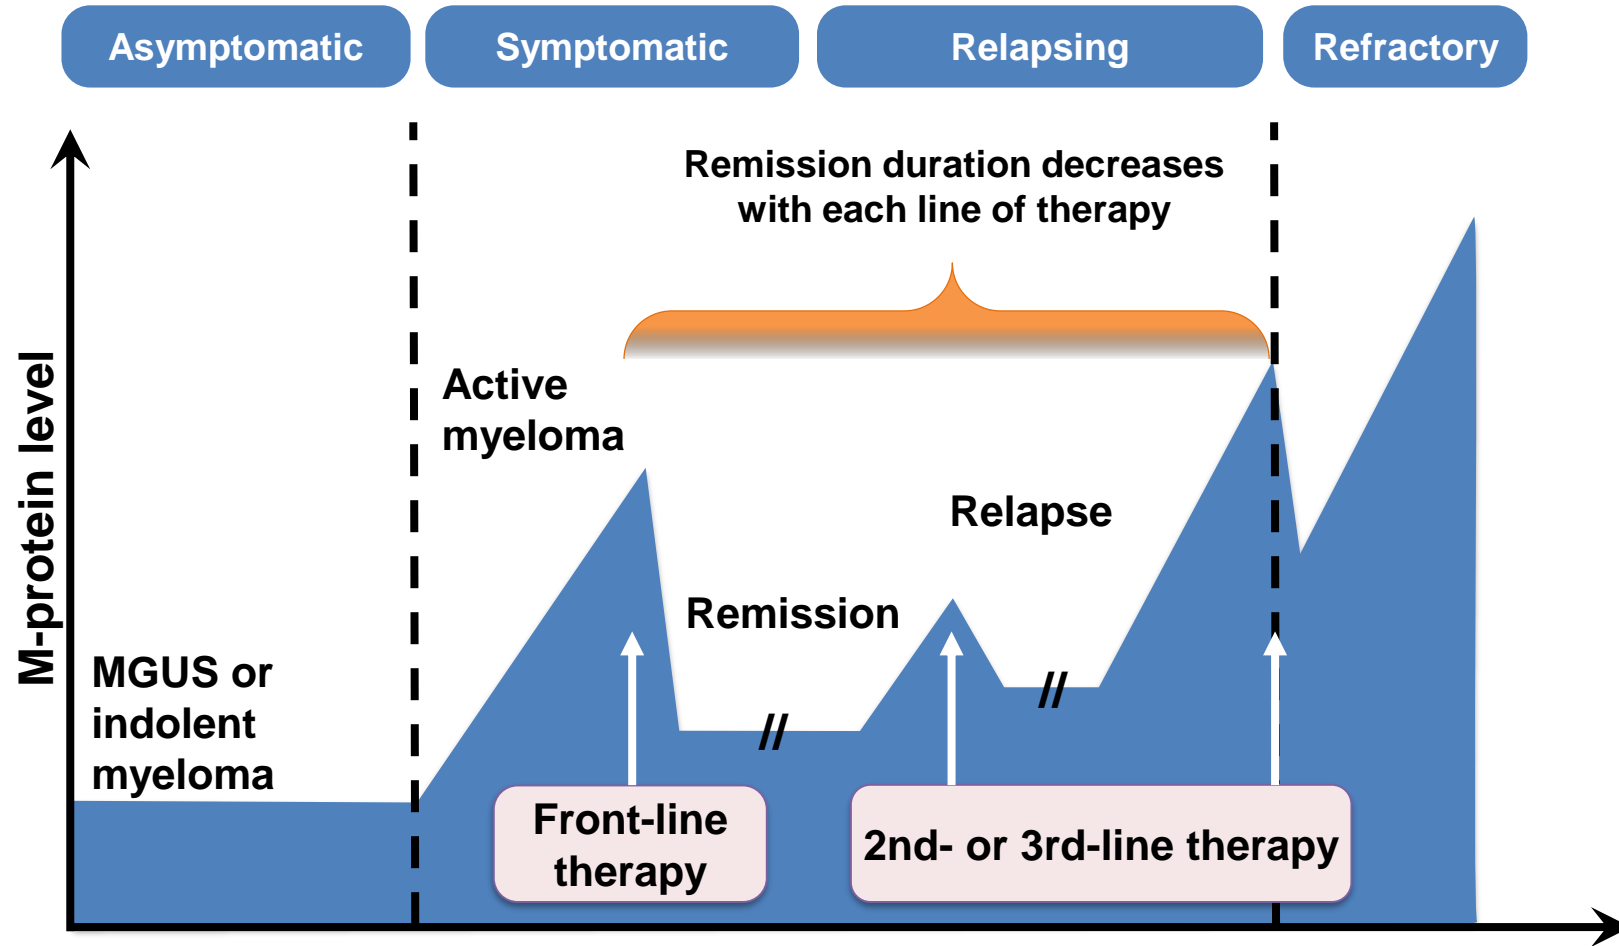 Asymptomatic
Symptomatic
Relapsing
Refractory
Remission duration decreases
with each line of therapy
Active
myeloma
Relapse
Remission
M-protein level
MGUS or
indolent
myeloma
//
//
Front-line
therapy
2nd- or 3rd-line therapy